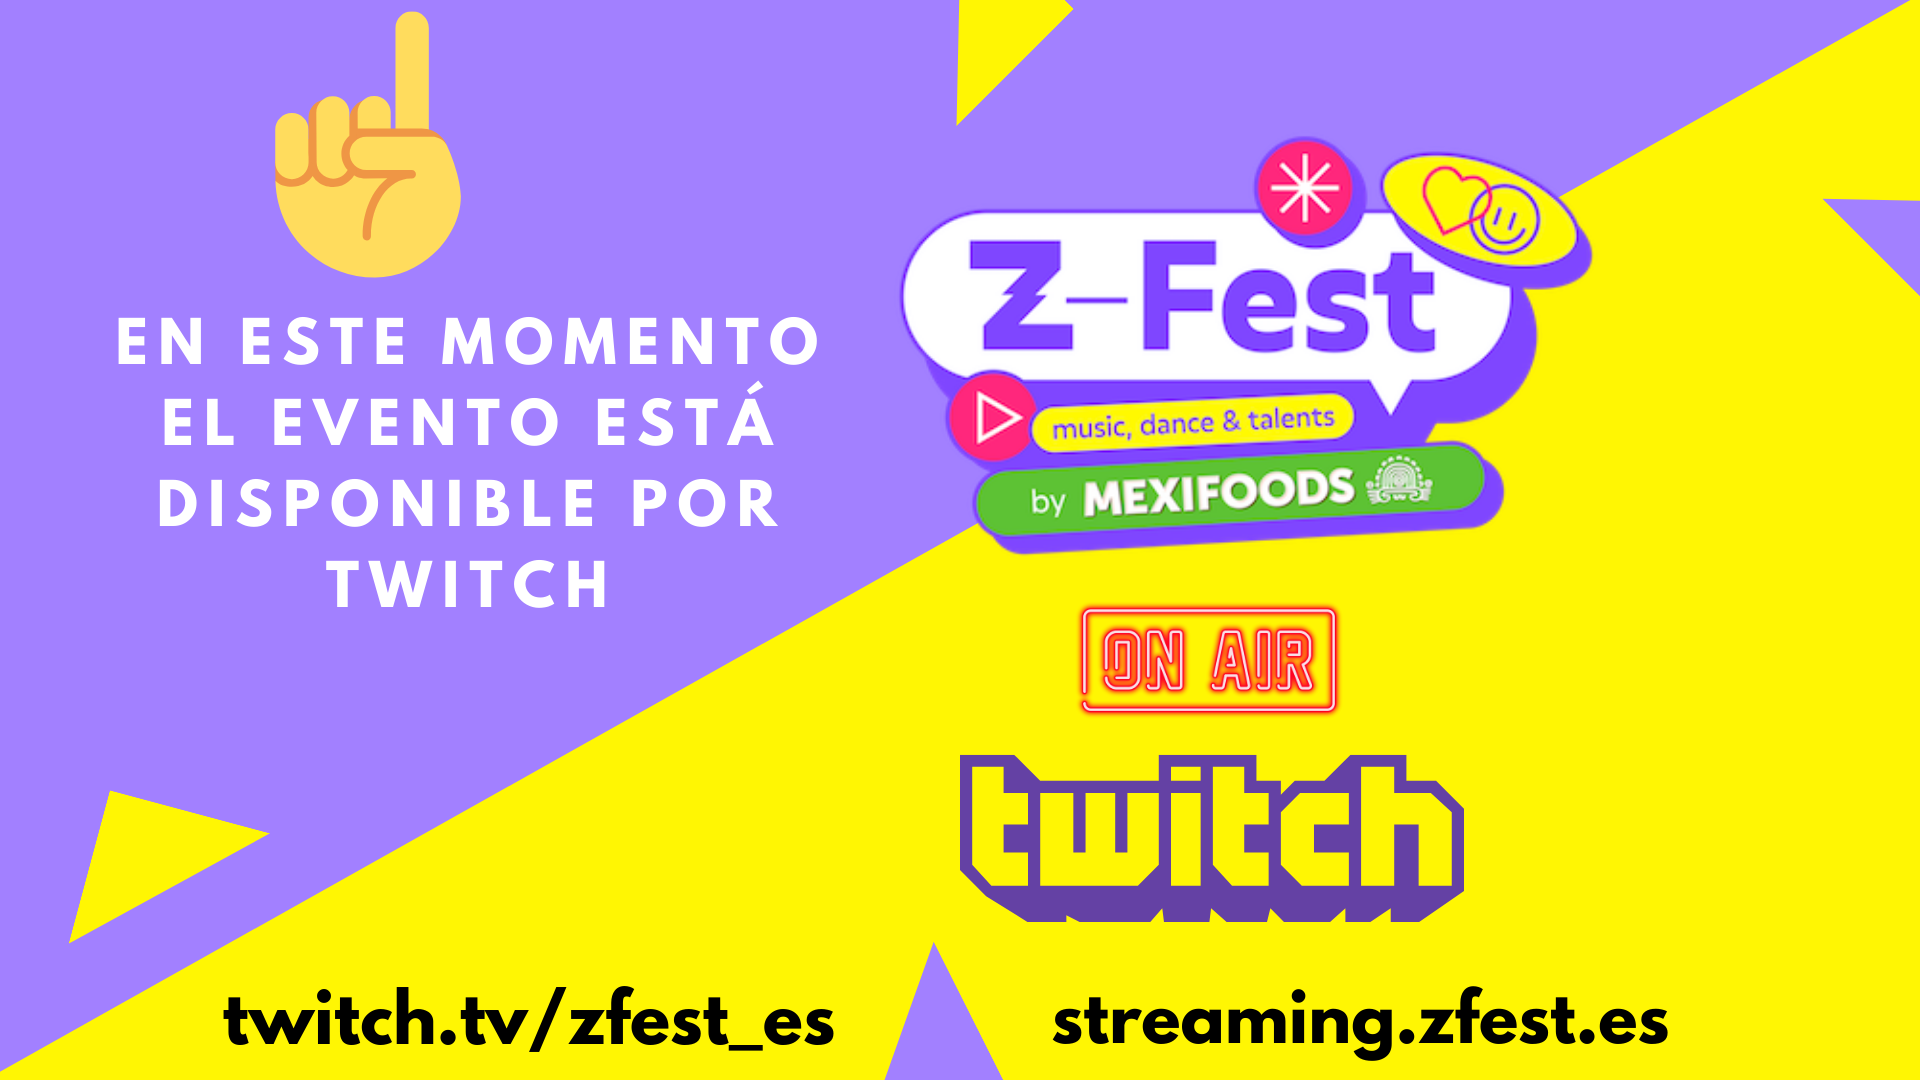 EN ESTE MOMENTO
EL EVENTO ESTÁ
DISPONIBLE POR
TWITCH
Z-Fest
music, dance & talents
by MEXIFOODS
ON AIR
twitch
twitch.tv/zfest_es
streaming.zfest.es